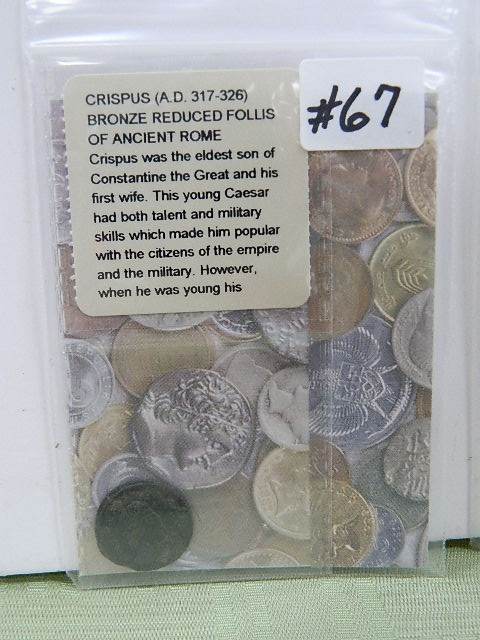 CRISPUS (A.D. 317-326)
BRONZE REDUCED FOLLIS
OF ANCIENT ROME
Crispus was the eldest son of
Constantine the Great and his
first wife. This young Caesar
had both talent and military
skills which made him popular
with the citizens of the empire
and the military. However,
when he was young his
#67